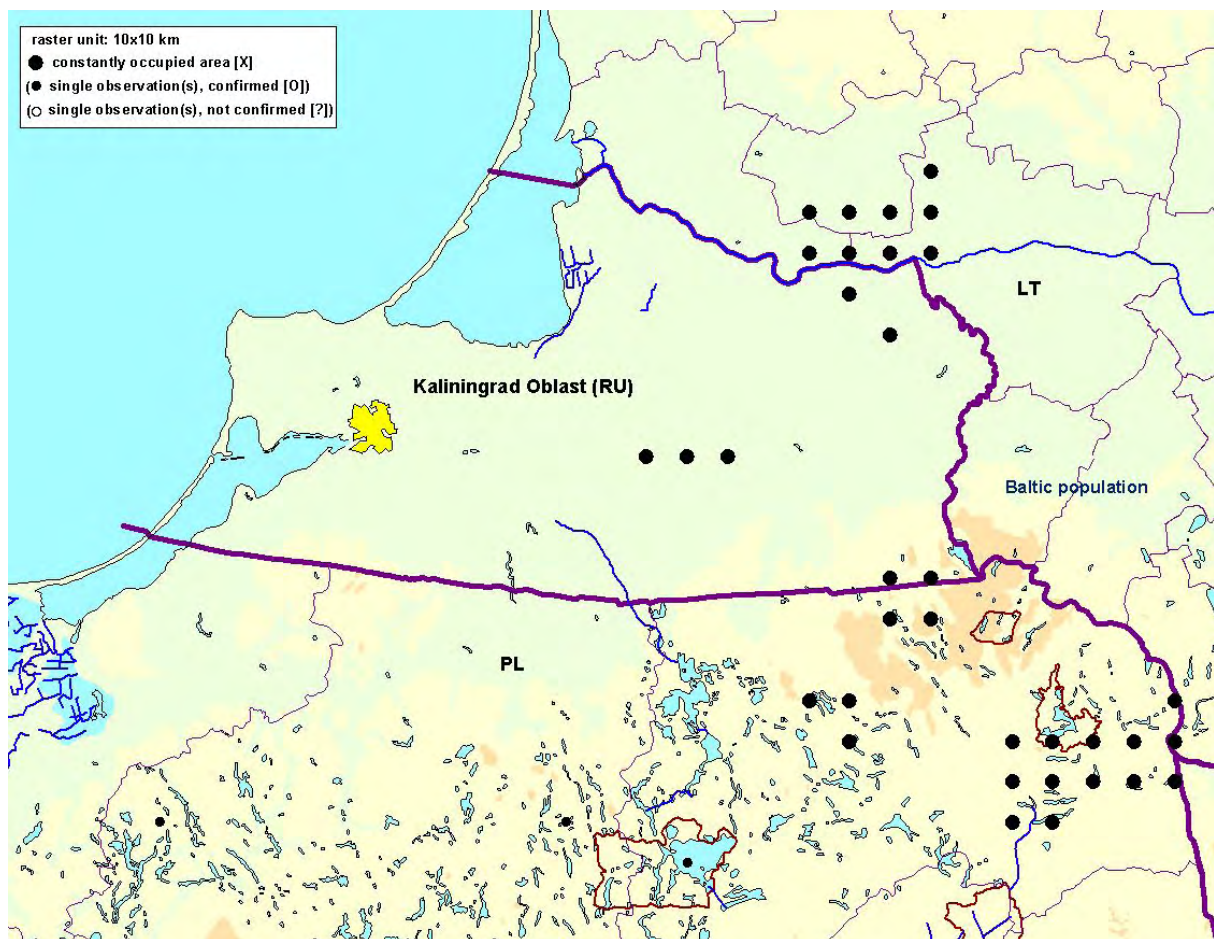 raster unit: 10x10 km
constantly occupied area [X]
( single observation(s), confirmed [O])
( single observation(s), not confirmed [?])
LT
Kaliningrad Oblast (RU)
Baltic population
PL